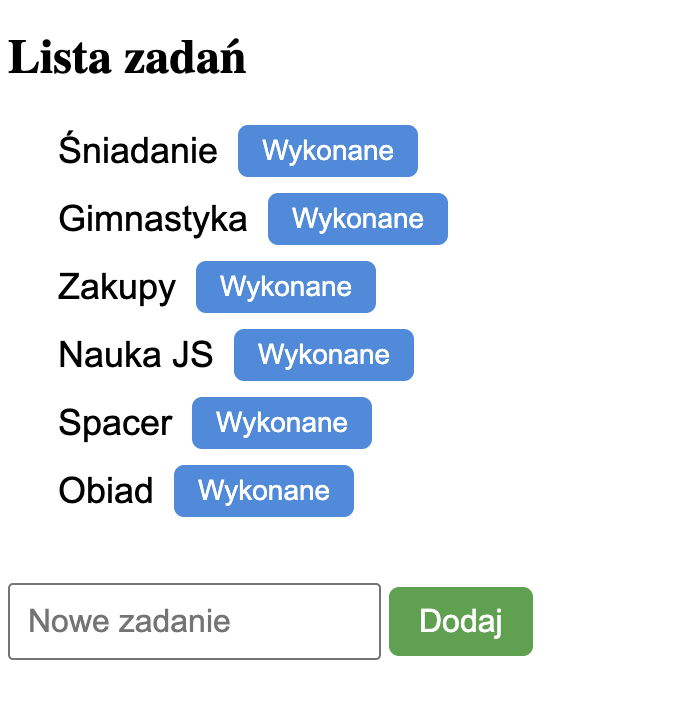 Lista zadań
Śniadanie Wykonane
Gimnastyka Wykonane
Zakupy Wykonane
Nauka JS Wykonane
Spacer Wykonane
Obiad Wykonane
Nowe zadanie Dodaj